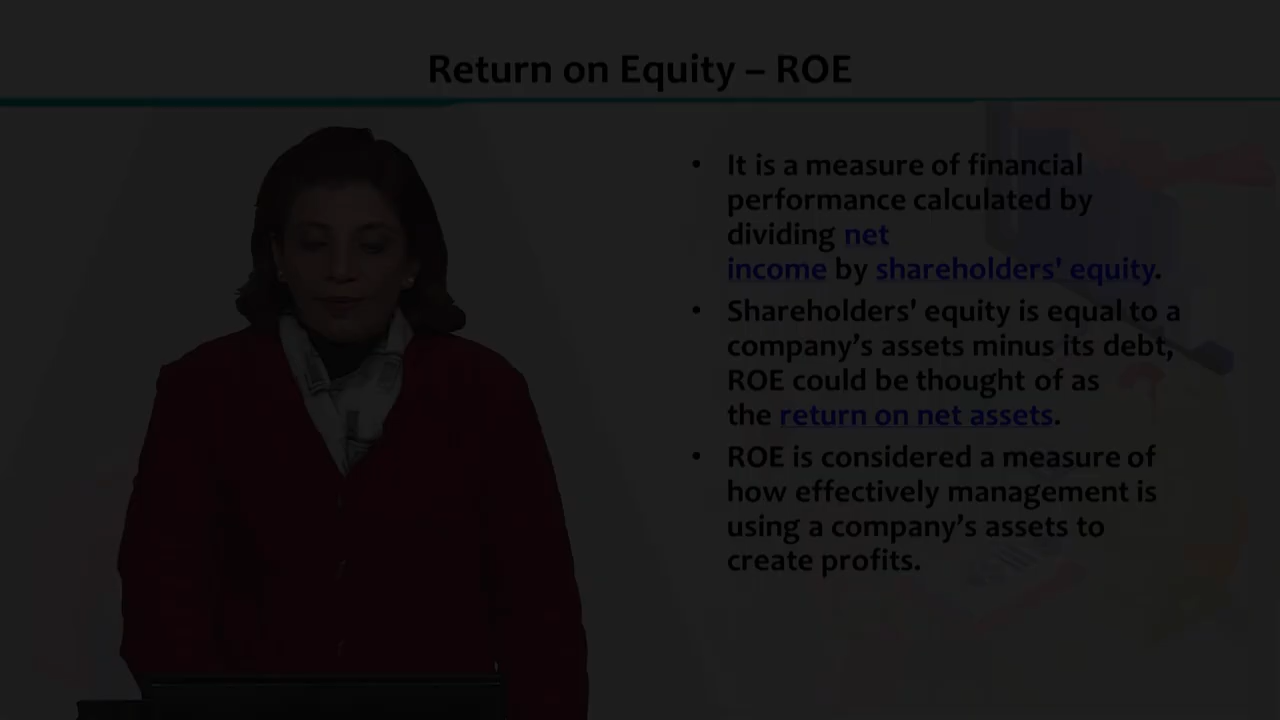 Return on Equity – ROE
• It is a measure of financial
performance calculated by
dividing net
income by shareholders’ equity.
• Shareholders’ equity is equal to a
company’s assets minus its debt,
ROE could be thought of as
the return on net assets.
• ROE is considered a measure of
how effectively management is
using a company’s assets to
create profits.